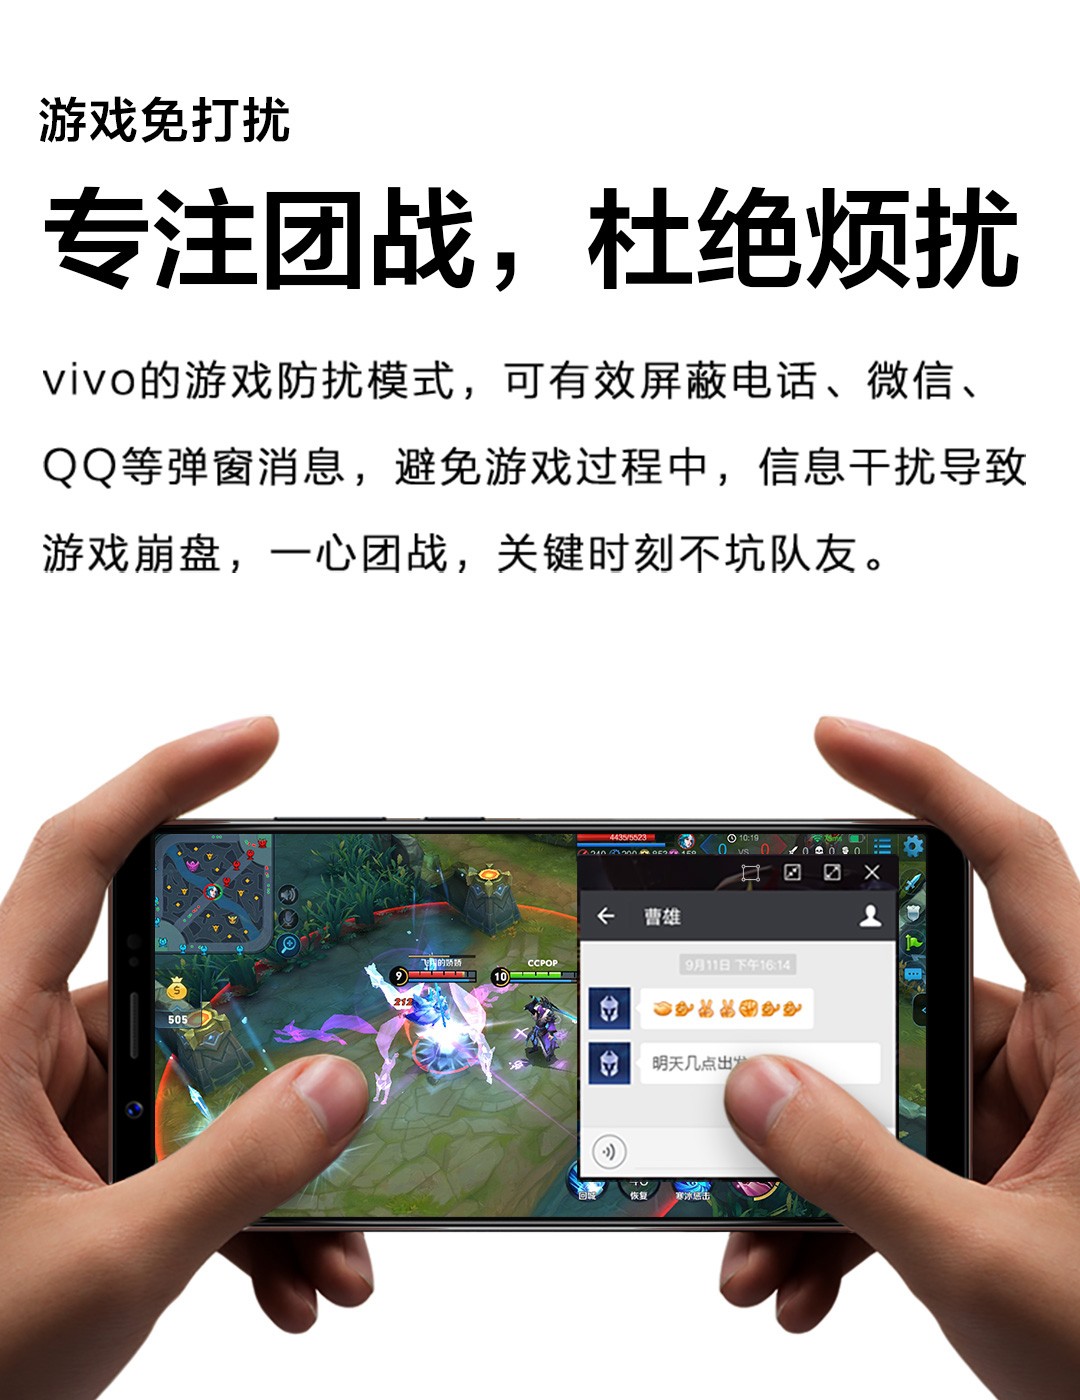 游戏免打扰
专注团战，杜绝烦扰
vivo的游戏防扰模式，可有效屏蔽电话、微信、
QQ等弹窗消息，避免游戏过程中，信息干扰导致
游戏崩盘，一心团战，关键时刻不坑队友。
4435/5523
10:19
0 VS 0
曹雄
9月11日 下午16:14
9
10 CCPOP
212
505
明天几点出发
回城
恢复
寒冰惩击